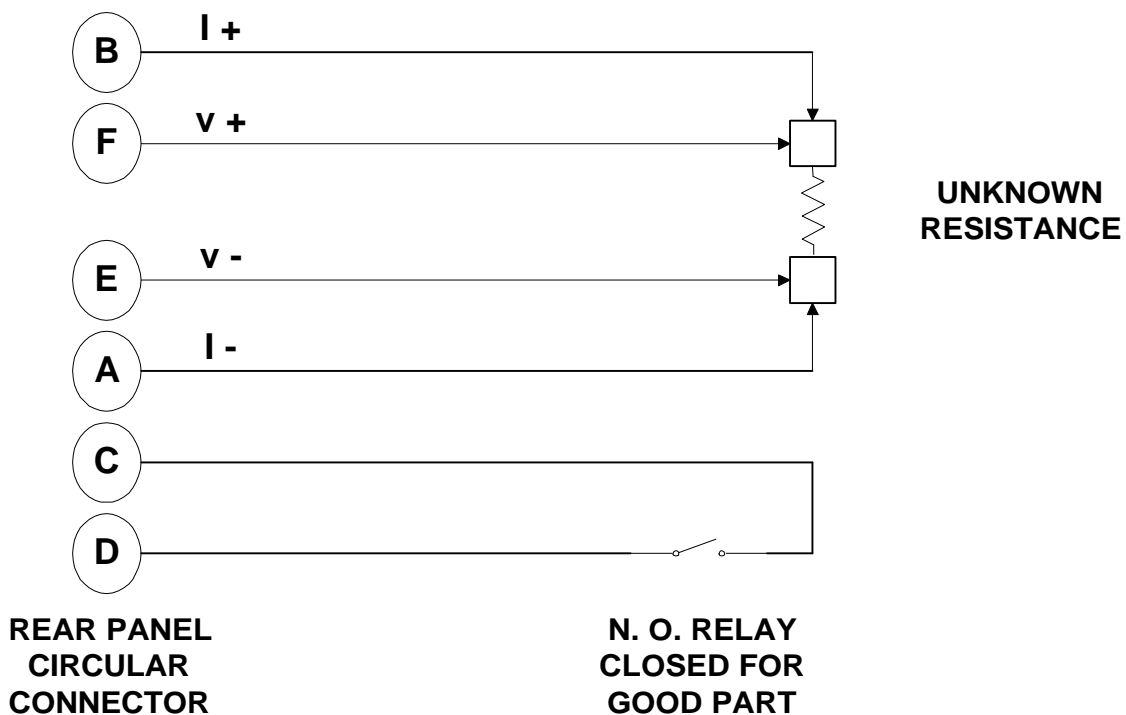 B
I +
F
v +
E
v -
A
I -
C
D
UNKNOWN
RESISTANCE
REAR PANEL
CIRCULAR
CONNECTOR
N. O. RELAY
CLOSED FOR
GOOD PART